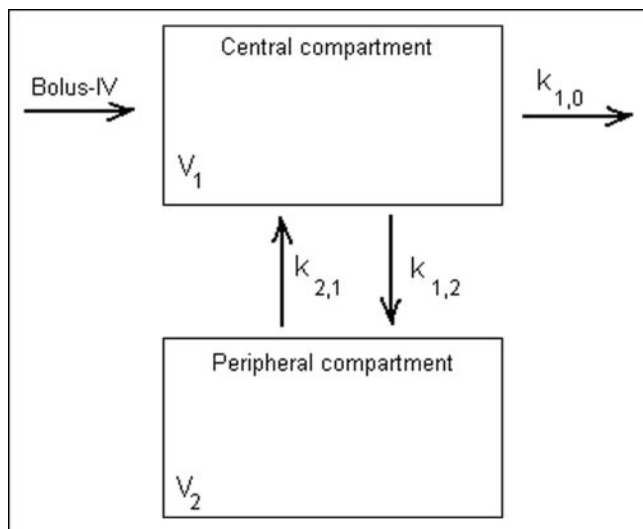 Central compartment
Bolus-IV
k1,0
V1
k2,1
k1,2
Peripheral compartment
V2